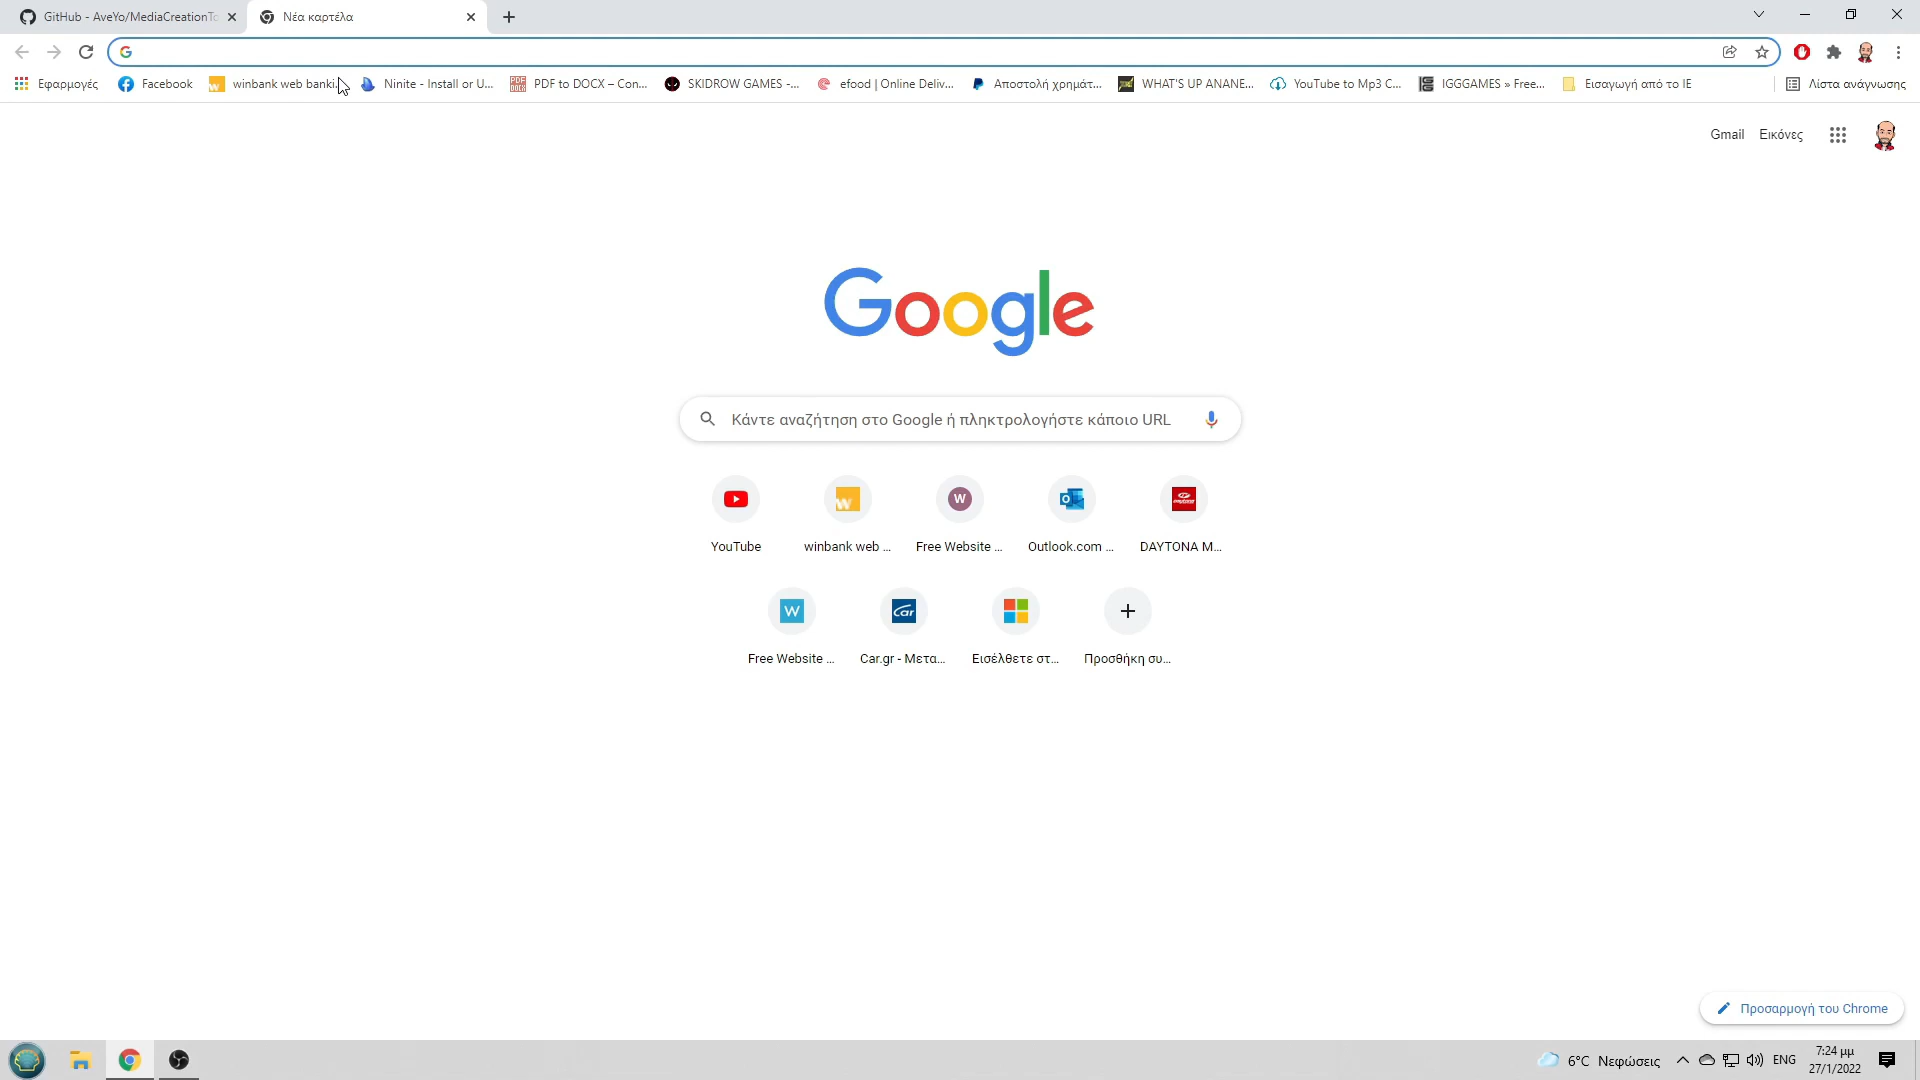 GitHub - AveYo/MediaCreationTo
Νέα καρτέλα
Εφαρμογές
Facebook
winbank web banki...
Ninite - Install or U...
PDF to DOCX – Con...
SKIDROW GAMES -...
efood | Online Deliv...
Αποστολή χρημάτ...
WHAT'S UP ANANE...
YouTube to Mp3 C...
IGGGAMES » Free...
Εισαγωγή από το IE
Λίστα ανάγνωσης
Gmail
Εικόνες
Google
Κάντε αναζήτηση στο Google ή πληκτρολογήστε κάποιο URL
YouTube
winbank web ...
Free Website ...
Outlook.com ...
DAYTONA M...
Free Website ...
Car.gr - Μετα...
Εισέλθετε στ...
Προσθήκη συ...
Προσαρμογή του Chrome
6°C Νεφώσεις
ENG
7:24 μμ
27/1/2022